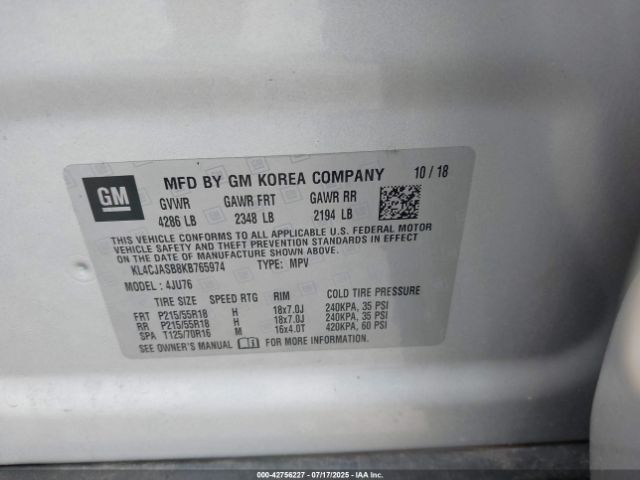 GM
MFD BY GM KOREA COMPANY 10 / 18
GVWR GAWR FRT GAWR RR
4286 LB 2348 LB 2194 LB
THIS VEHICLE CONFORMS TO ALL APPLICABLE U.S. FEDERAL MOTOR
VEHICLE SAFETY AND THEFT PREVENTION STANDARDS IN EFFECT
ON THE DATE OF MANUFACTURE SHOWN ABOVE.
KL4CJASB8KB765974 TYPE: MPV
MODEL: 4JU76
TIRE SIZE SPEED RTG RIM COLD TIRE PRESSURE
FRT P215/55R18 H 18x7.0J 240KPA, 35 PSI
RR P215/55R18 H 18x7.0J 240KPA, 35 PSI
SPA T125/70R16 M 16x4.0T 420KPA, 60 PSI
SEE OWNER'S MANUAL FOR MORE INFORMATION.
000-42756227 - 07/17/2025 - IAAI.COM